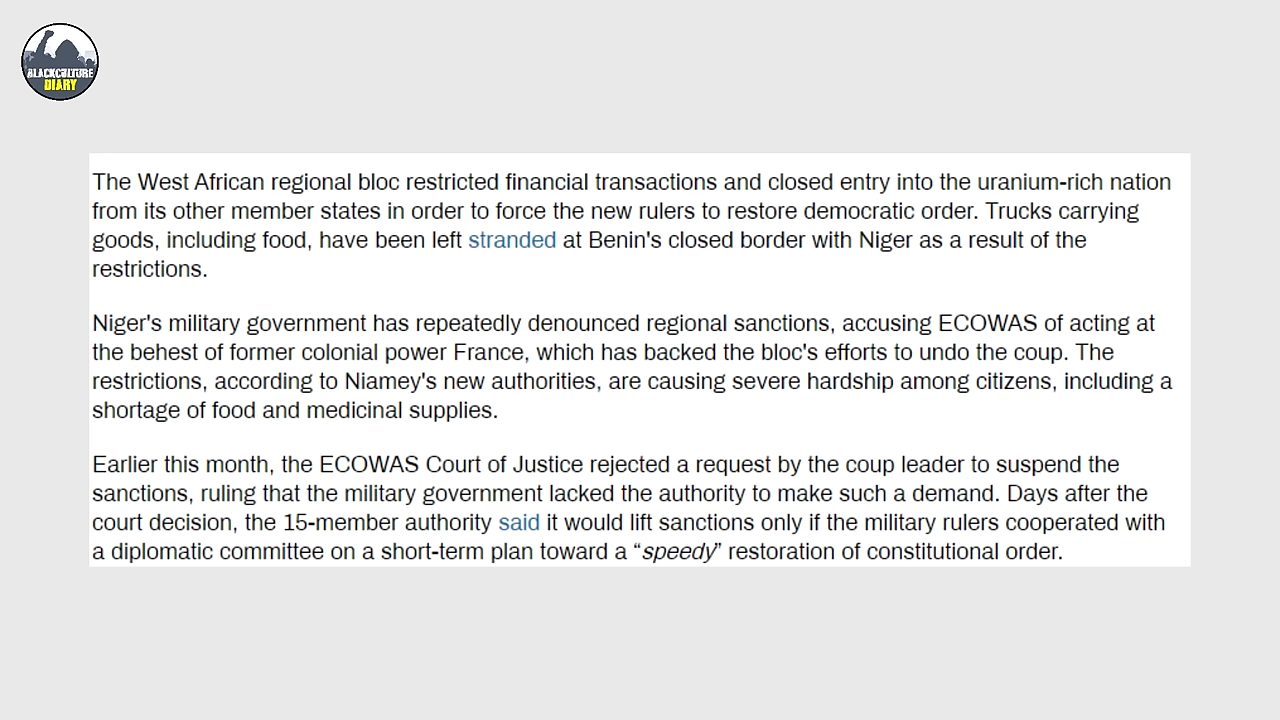 BLACKCULTURE
DIARY
The West African regional bloc restricted financial transactions and closed entry into the uranium-rich nation
from its other member states in order to force the new rulers to restore democratic order. Trucks carrying
goods, including food, have been left stranded at Benin's closed border with Niger as a result of the
restrictions.
Niger's military government has repeatedly denounced regional sanctions, accusing ECOWAS of acting at
the behest of former colonial power France, which has backed the bloc's efforts to undo the coup. The
restrictions, according to Niamey's new authorities, are causing severe hardship among citizens, including a
shortage of food and medicinal supplies.
Earlier this month, the ECOWAS Court of Justice rejected a request by the coup leader to suspend the
sanctions, ruling that the military government lacked the authority to make such a demand. Days after the
court decision, the 15-member authority said it would lift sanctions only if the military rulers cooperated with
a diplomatic committee on a short-term plan toward a “speedy” restoration of constitutional order.